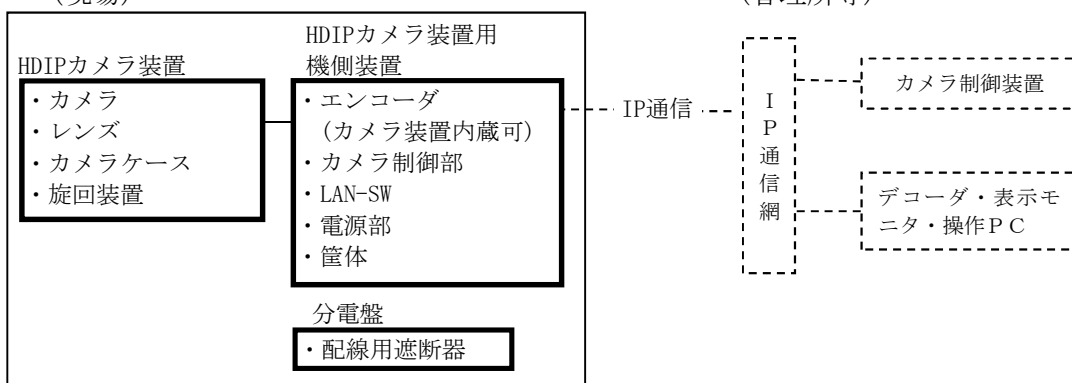 HDIPカメラ装置
・カメラ
・レンズ
・カメラケース
・旋回装置
HDIPカメラ装置用
機側装置
・エンコーダ
(カメラ装置内蔵可)
・カメラ制御部
・LAN-SW
・電源部
・筐体
分電盤
・配線用遮断器
IP通信
IP通信網
カメラ制御装置
デコーダ・表示モ
ニタ・操作PC